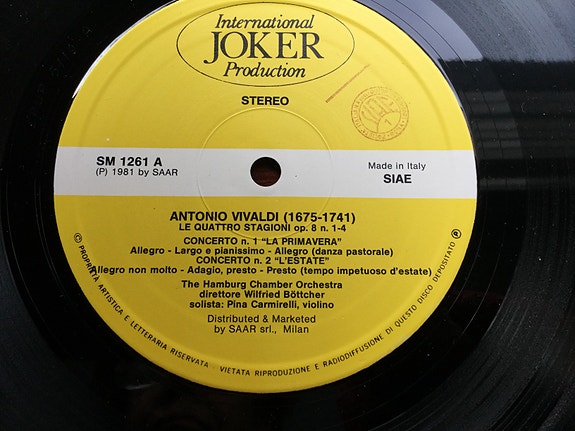 International
JOKER
Production
STEREO
SIAE
SM 1261 A
(P) 1981 by SAAR
Made in Italy
SIAE
ANTONIO VIVALDI (1675-1741)
LE QUATTRO STAGIONI op. 8 n. 1-4
CONCERTO n. 1 "LA PRIMAVERA"
Allegro - Largo e pianissimo - Allegro (danza pastorale)
CONCERTO n. 2 "L'ESTATE"
Allegro non molto - Adagio, presto - Presto (tempo impetuoso d'estate)
The Hamburg Chamber Orchestra
direttore Wilfried Böttcher
solista: Pina Carmirelli, violino
Distributed & Marketed
by SAAR srl., Milan
© PROPRIETÀ ARTISTICA E LETTERARIA RISERVATA - VIETATA RIPRODUZIONE E RADIODIFFUSIONE DI QUESTO DISCO DEPOSITATO ℗